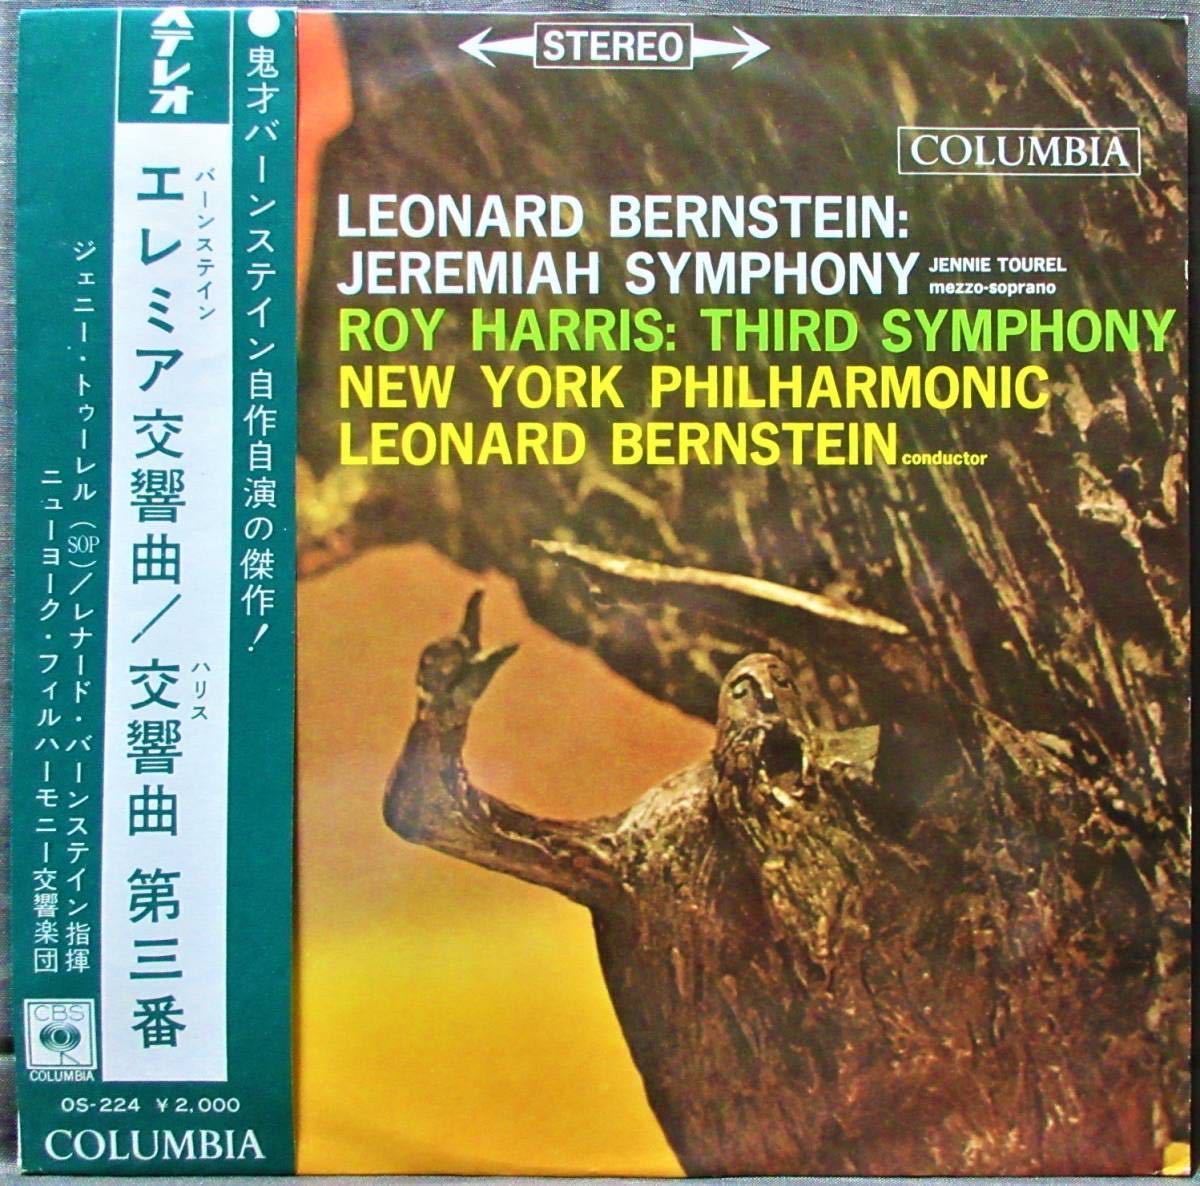 ステレオ
●鬼才バーンステイン自作自演の傑作!
バーンステイン
エレミア交響曲/交響曲 第三番
ハリス
ジェニー・トゥーレル(SOP)/レナード・バーンステイン指揮
ニューヨーク・フィルハーモニー交響楽団
CBS
COLUMBIA
OS-224 ¥2,000
COLUMBIA
STEREO
COLUMBIA
LEONARD BERNSTEIN:
JEREMIAH SYMPHONY JENNIE TOUREL
mezzo-soprano
ROY HARRIS: THIRD SYMPHONY
NEW YORK PHILHARMONIC
LEONARD BERNSTEIN conductor